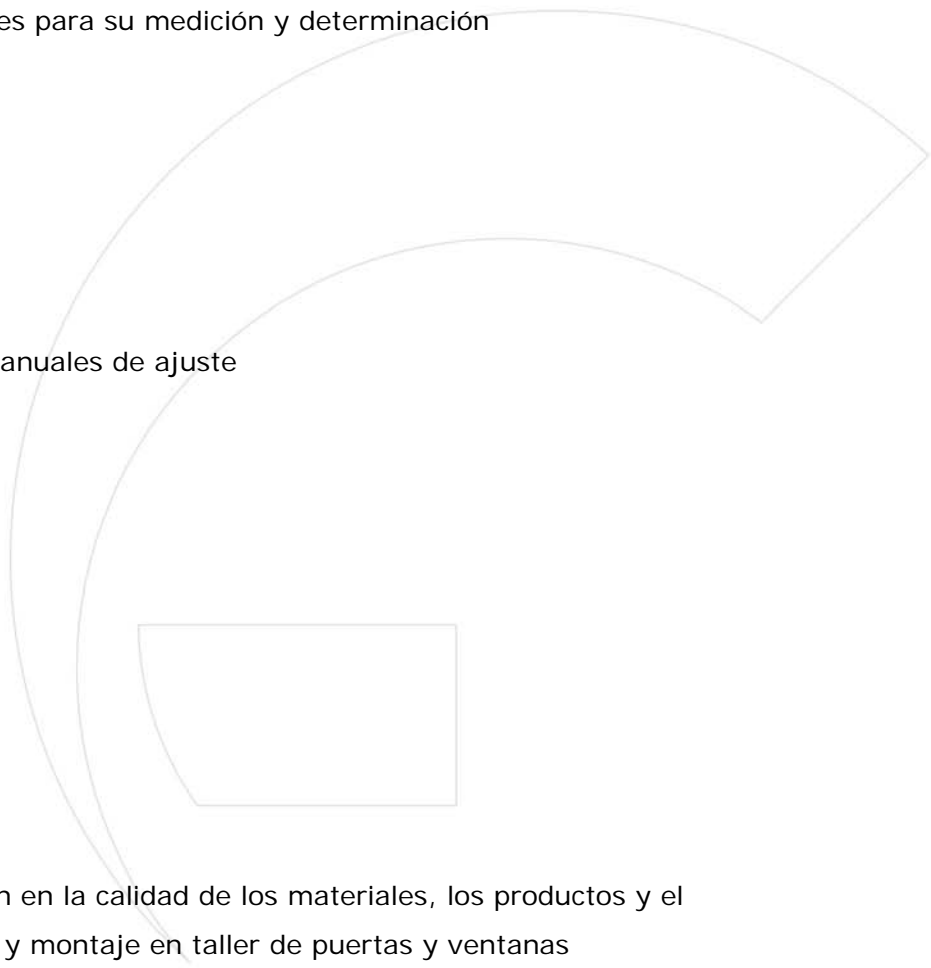 es para su medición y determinación
anuales de ajuste
n en la calidad de los materiales, los productos y el
y montaje en taller de puertas y ventanas